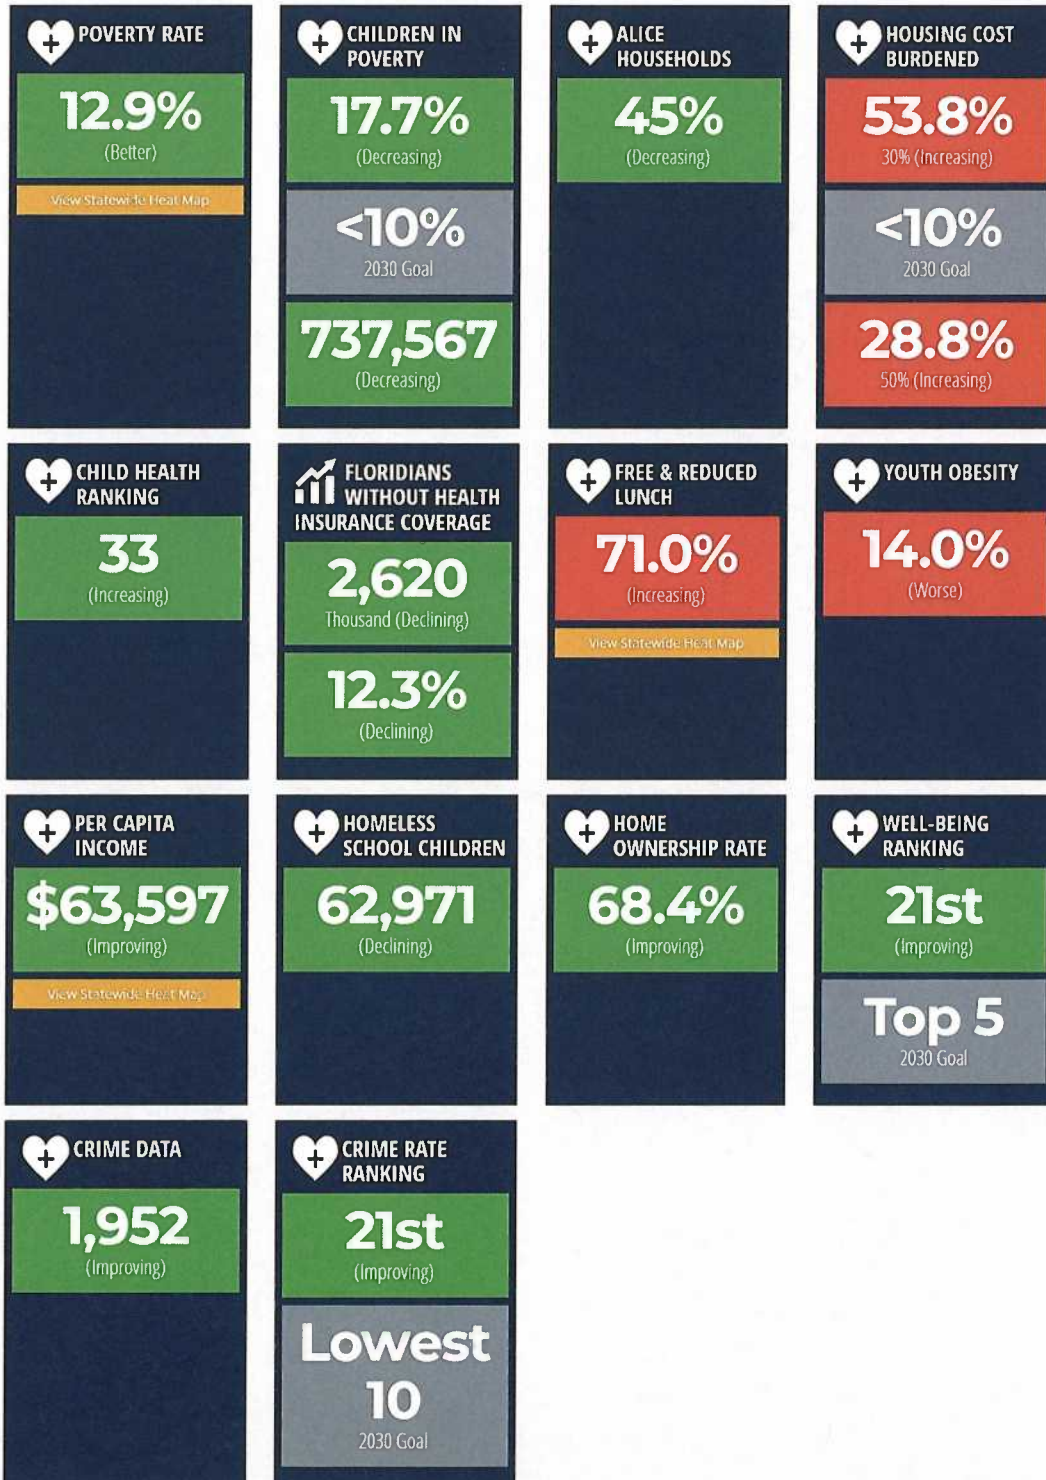 POVERTY RATE
12.9%
(Better)
View Statewide Heat Map
CHILDREN IN
POVERTY
17.7%
(Decreasing)
<10%
2030 Goal
737,567
(Decreasing)
ALICE
HOUSEHOLDS
45%
(Decreasing)
HOUSING COST
BURDENED
53.8%
30% (Increasing)
<10%
2030 Goal
28.8%
50% (Increasing)
CHILD HEALTH
RANKING
33
(Increasing)
FLORIDIANS
WITHOUT HEALTH
INSURANCE COVERAGE
2,620
Thousand (Declining)
12.3%
(Declining)
FREE & REDUCED
LUNCH
71.0%
(Increasing)
View Statewide Heat Map
YOUTH OBESITY
14.0%
(Worse)
PER CAPITA
INCOME
$63,597
(Improving)
View Statewide Heat Map
HOMELESS
SCHOOL CHILDREN
62,971
(Declining)
HOME
OWNERSHIP RATE
68.4%
(Improving)
WELL-BEING
RANKING
21st
(Improving)
Top 5
2030 Goal
CRIME DATA
1,952
(Improving)
CRIME RATE
RANKING
21st
(Improving)
Lowest
10
2030 Goal